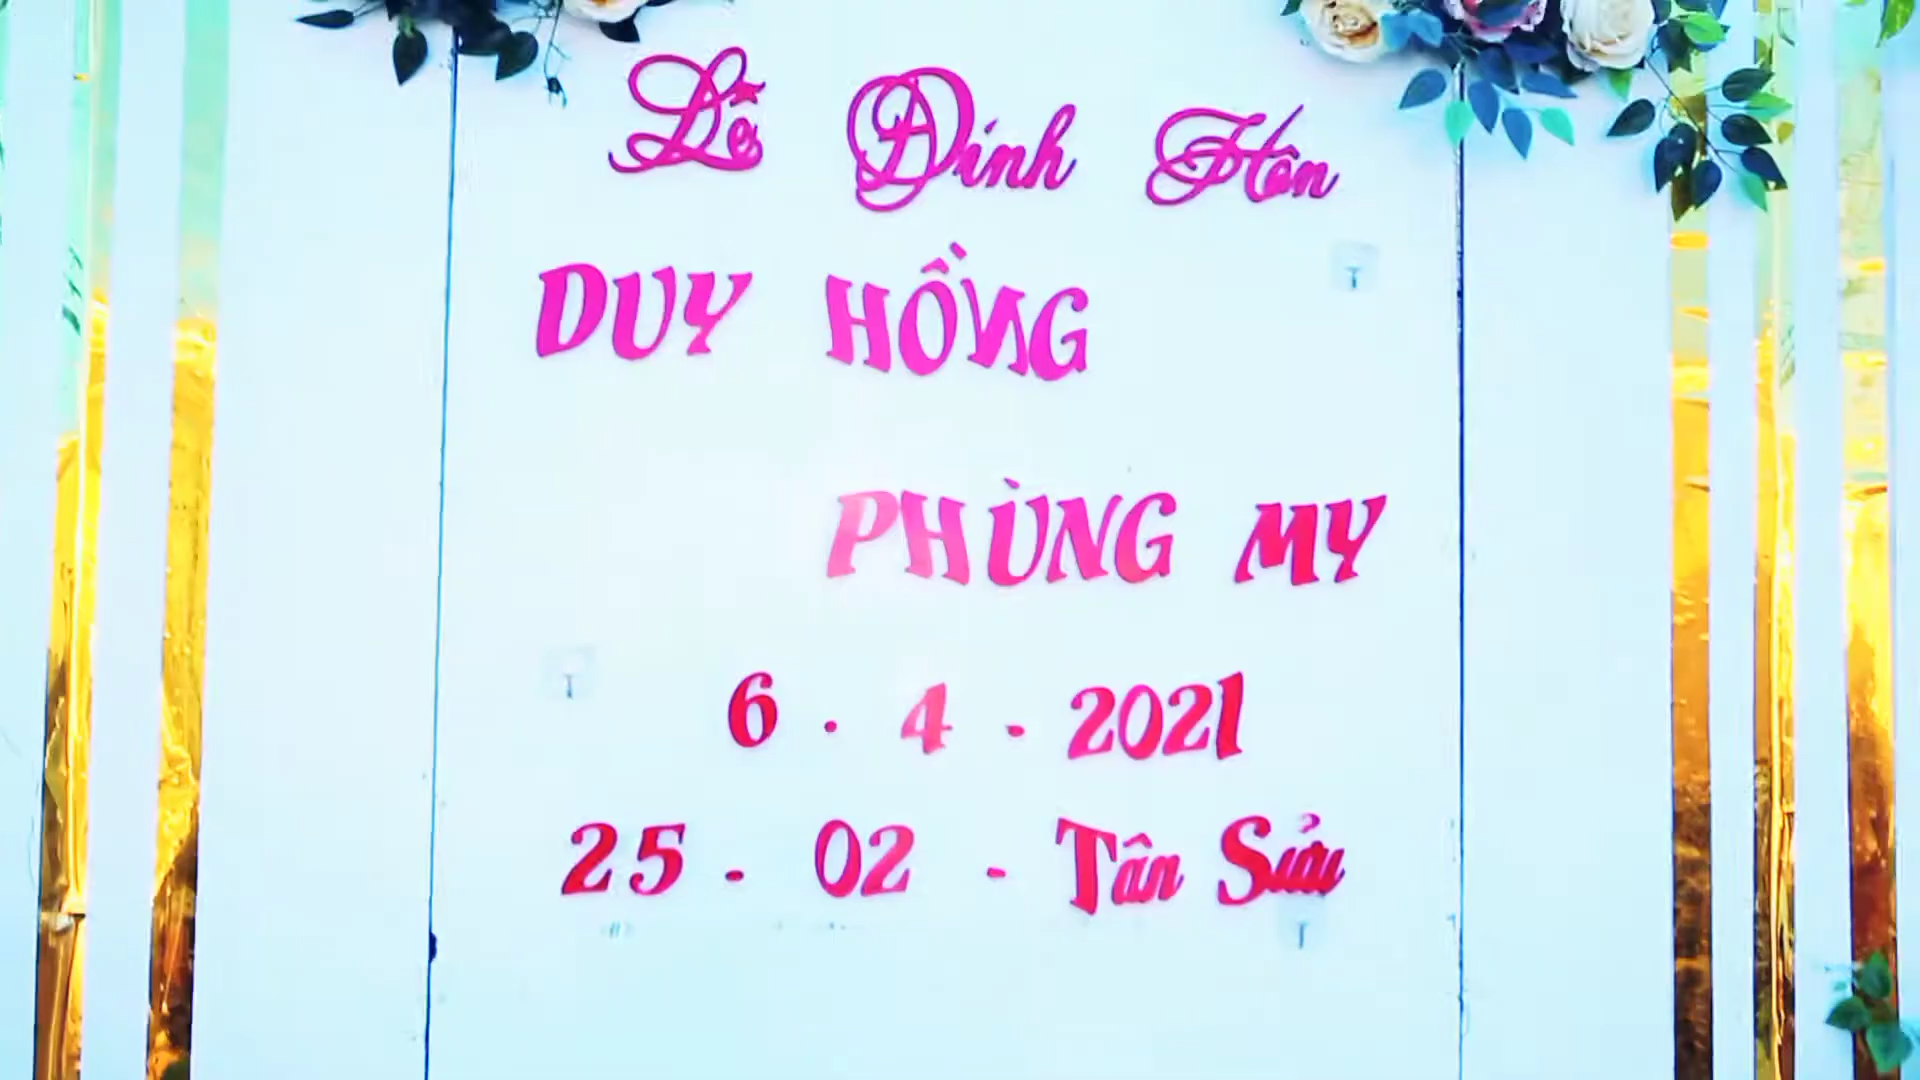 Lễ Đính Hôn
DUY HỒNG
PHÙNG MY
6 . 4 - 2021
25 - 02 - Tân Sửu